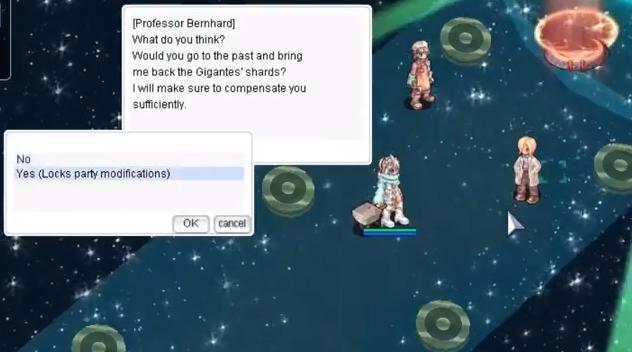 [Professor Bernhard]
What do you think?
Would you go to the past and bring
me back the Gigantes' shards?
I will make sure to compensate you
sufficiently.
No
Yes (Locks party modifications)
OK cancel